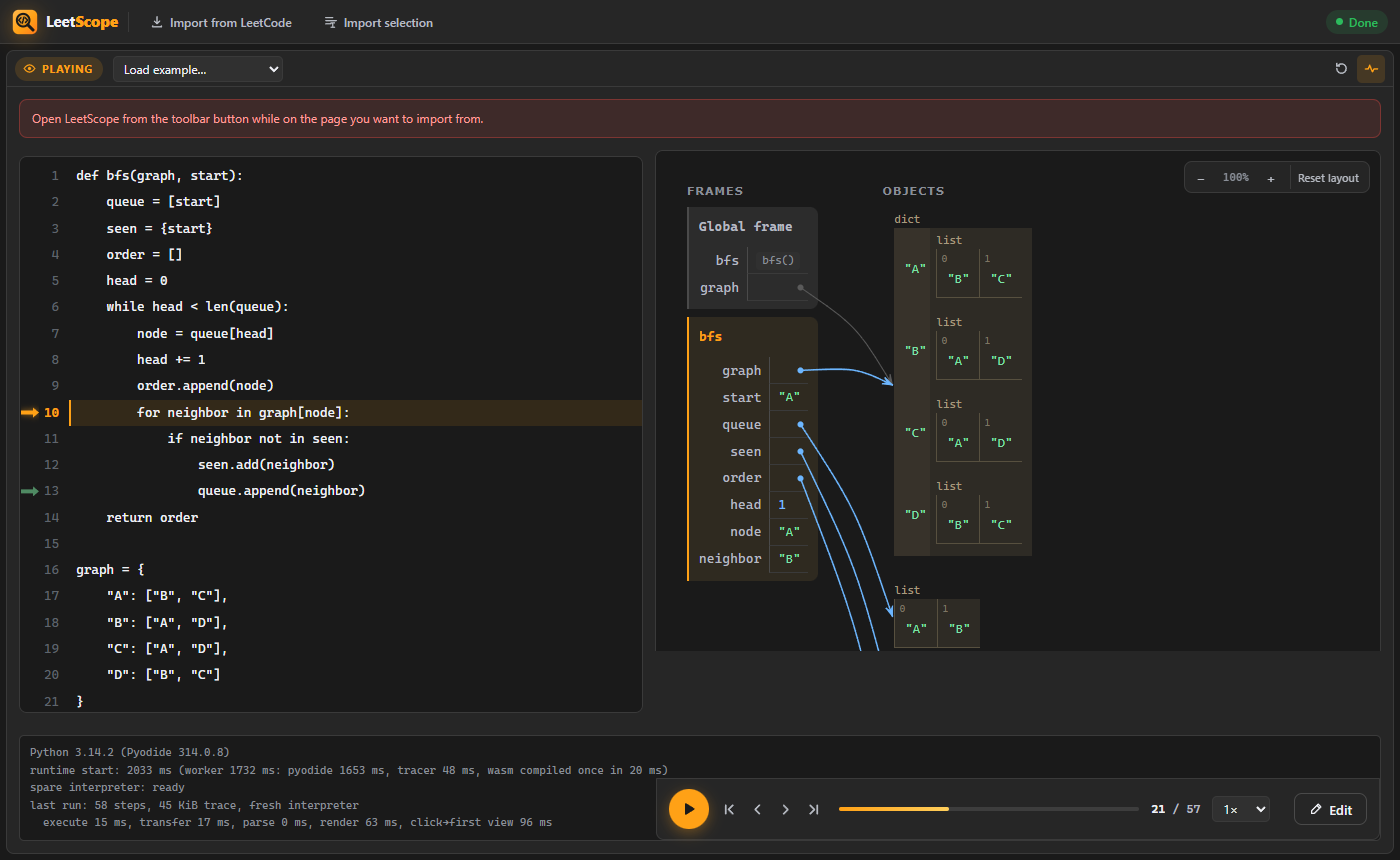 LeetScope
Import from LeetCode
Import selection
Done
PLAYING
Load example...
Open LeetScope from the toolbar button while on the page you want to import from.
1 def bfs(graph, start):
2     queue = [start]
3     seen = {start}
4     order = []
5     head = 0
6     while head < len(queue):
7         node = queue[head]
8         head += 1
9         order.append(node)
10         for neighbor in graph[node]:
11             if neighbor not in seen:
12                 seen.add(neighbor)
13                 queue.append(neighbor)
14     return order
15
16 graph = {
17     "A": ["B", "C"],
18     "B": ["A", "D"],
19     "C": ["A", "D"],
20     "D": ["B", "C"]
21 }
− 100% + Reset layout
FRAMES
Global frame
bfs bfs()
graph
bfs
graph
start "A"
queue
seen
order
head 1
node "A"
neighbor "B"
OBJECTS
dict
list
0 1
"A" "B" "C"
list
0 1
"B" "A" "D"
list
0 1
"C" "A" "D"
list
0 1
"D" "B" "C"
list
0 1
"A" "B"
Python 3.14.2 (Pyodide 314.0.8)
runtime start: 2033 ms (worker 1732 ms: pyodide 1653 ms, tracer 48 ms, wasm compiled once in 20 ms)
spare interpreter: ready
last run: 58 steps, 45 KiB trace, fresh interpreter
execute 15 ms, transfer 17 ms, parse 0 ms, render 63 ms, click→first view 96 ms
21 / 57
1×
Edit